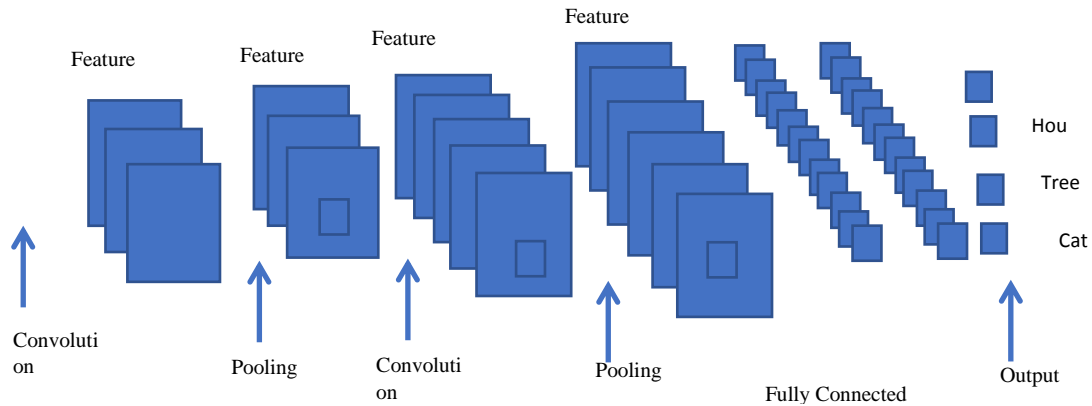 Feature
Feature
Feature
Feature
Hou
Tree
Cat
Convoluti
on
Pooling
Convoluti
on
Pooling
Fully Connected
Output